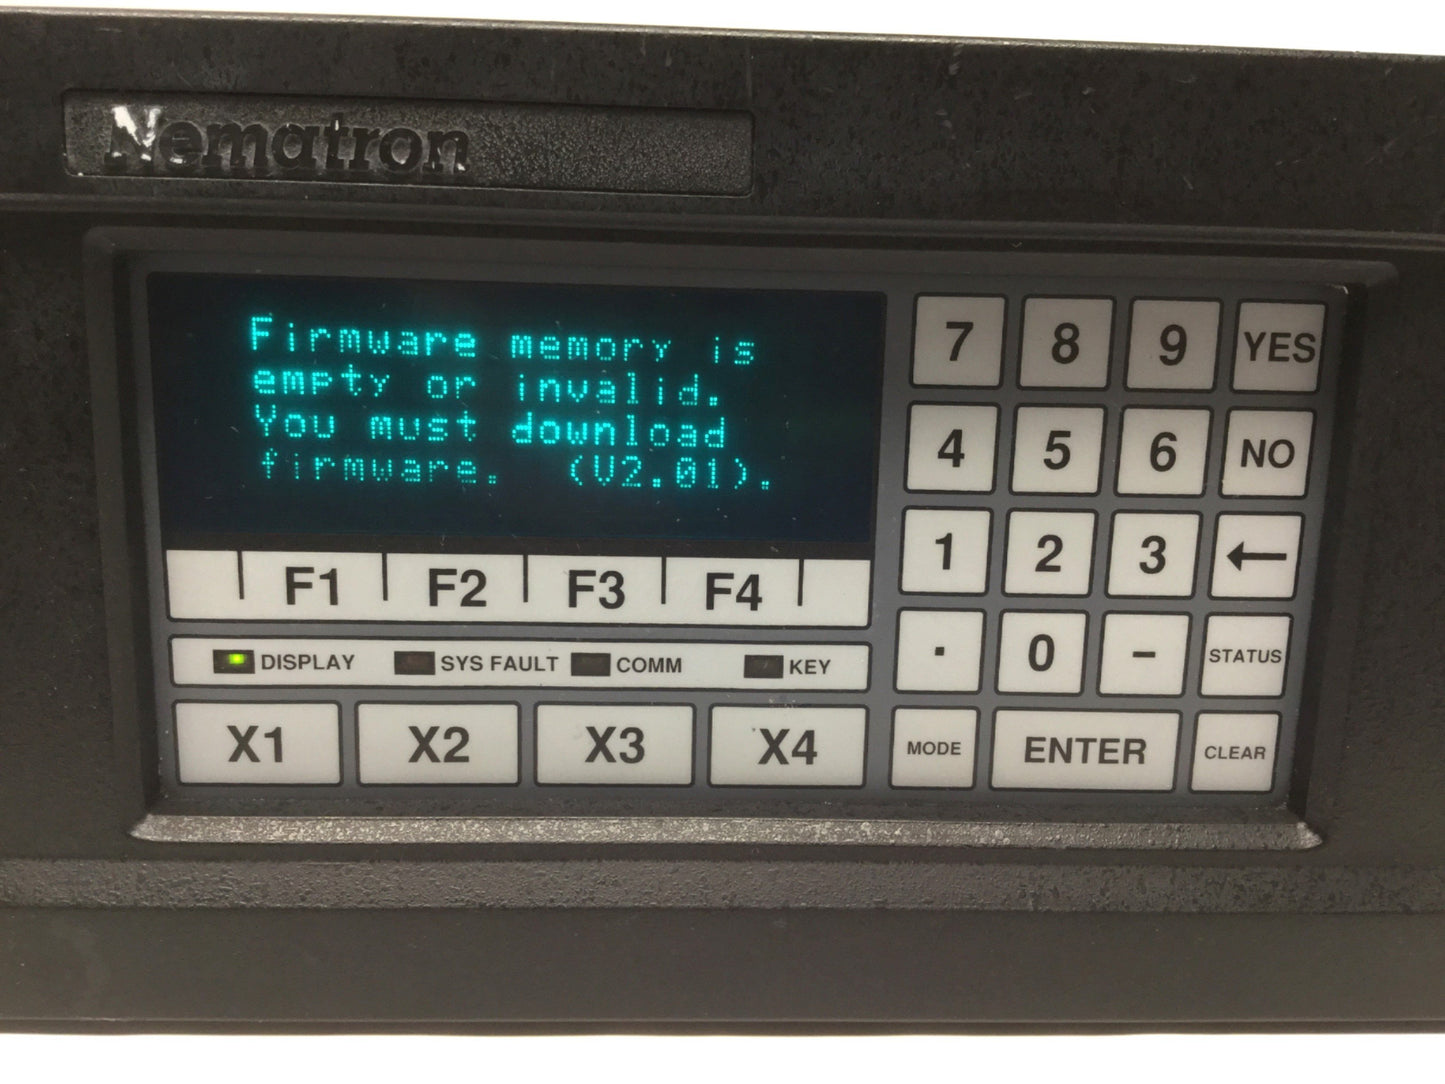 Nematron
Firmware memory is
empty or invalid.
You must download
firmware. (V2.01).
F1 F2 F3 F4
DISPLAY SYS FAULT COMM KEY
X1 X2 X3 X4
7 8 9 YES
4 5 6 NO
1 2 3 ←
. 0 - STATUS
MODE ENTER CLEAR